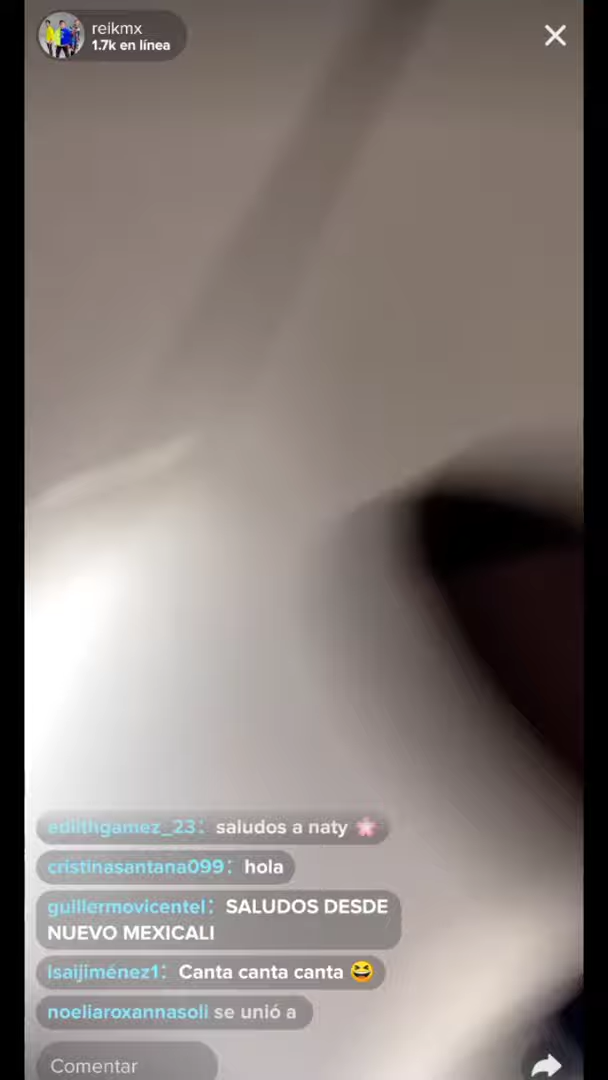 reikmx
1.7k en línea
ediithgamez_23: saludos a naty
cristinasantana099: hola
guillermovicentel: SALUDOS DESDE
NUEVO MEXICALI
isaijiménez1: Canta canta canta 😆
noeliaroxannasoli se unió a
Comentar